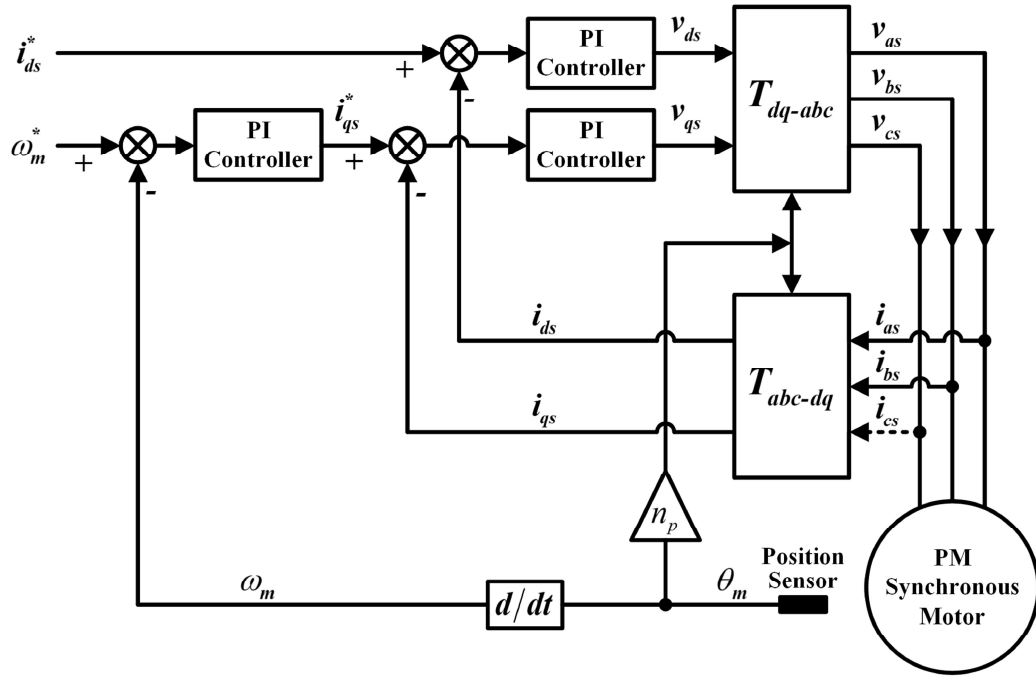 i*ds
+
-
PI
Controller
vds
Tdq-abc
vas
vbs
vcs
ω*m
+
-
PI
Controller
i*qs
+
-
PI
Controller
vqs
ids
iqs
Tabc-dq
ias
ibs
ics
np
ωm
d/dt
θm
Position
Sensor
PM
Synchronous
Motor